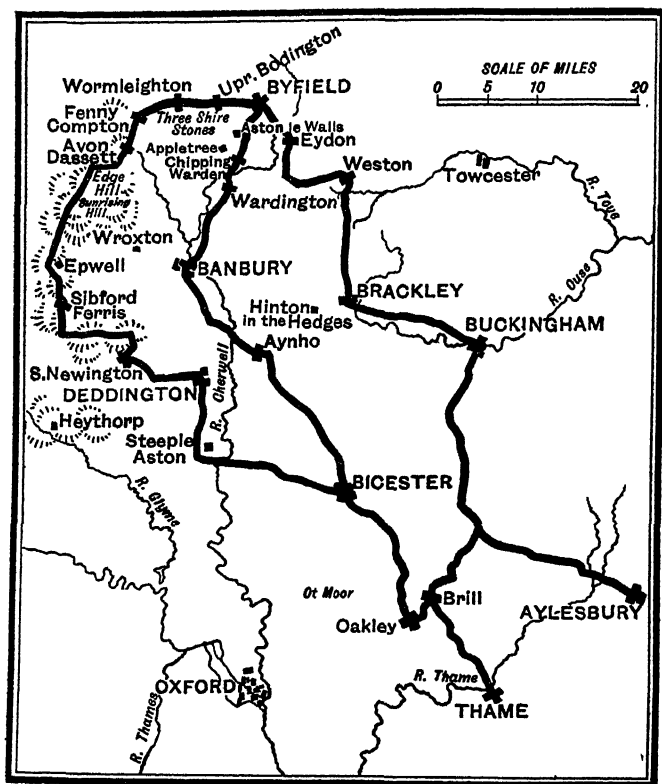 Upr. Bodington
Wormleighton
BYFIELD
SCALE OF MILES
0 5 10 20
Fenny
Compton
Three Shire
Stones
Aston le Walls
Avon
Dassett
Appletree
Eydon
Chipping
Warden
Weston
Towcester
Edge
Hill
Sunrising
Hill
Wardington
R. Tove
Wroxton
Epwell
BANBURY
BRACKLEY
R. Ouse
Sibford
Ferris
Hinton
in the Hedges
BUCKINGHAM
Aynho
S. Newington
DEDDINGTON
R. Cherwell
Heythorp
Steeple
Aston
BICESTER
R. Glyme
Ot Moor
Brill
AYLESBURY
Oakley
OXFORD
R. Thame
R. Thames
THAME